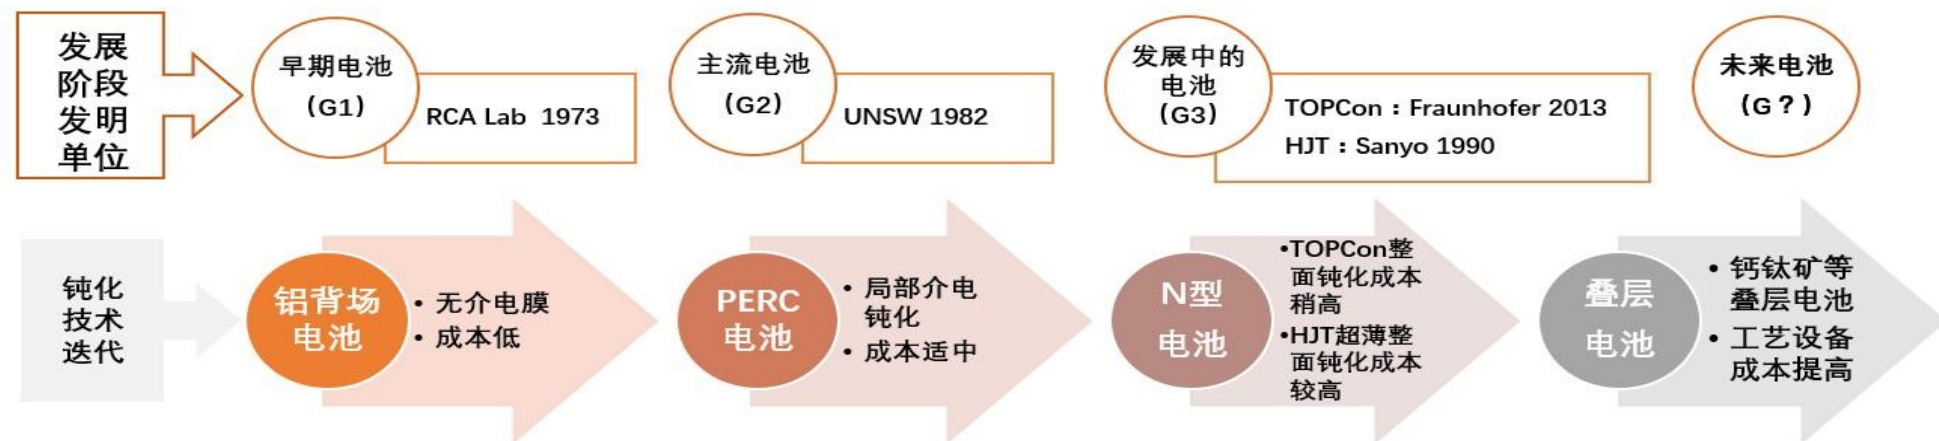 发展
阶段
发明
单位
早期电池
(G1)
RCA Lab 1973
主流电池
(G2)
UNSW 1982
发展中的
电池
(G3)
TOPCon：Fraunhofer 2013
HJT：Sanyo 1990
未来电池
(G？)
钝化
技术
迭代
铝背场
电池
• 无介电膜
• 成本低
PERC
电池
• 局部介电
钝化
• 成本适中
N型
电池
•TOPCon整
面钝化成本
稍高
•HJT超薄整
面钝化成本
较高
叠层
电池
• 钙钛矿等
叠层电池
• 工艺设备
成本提高